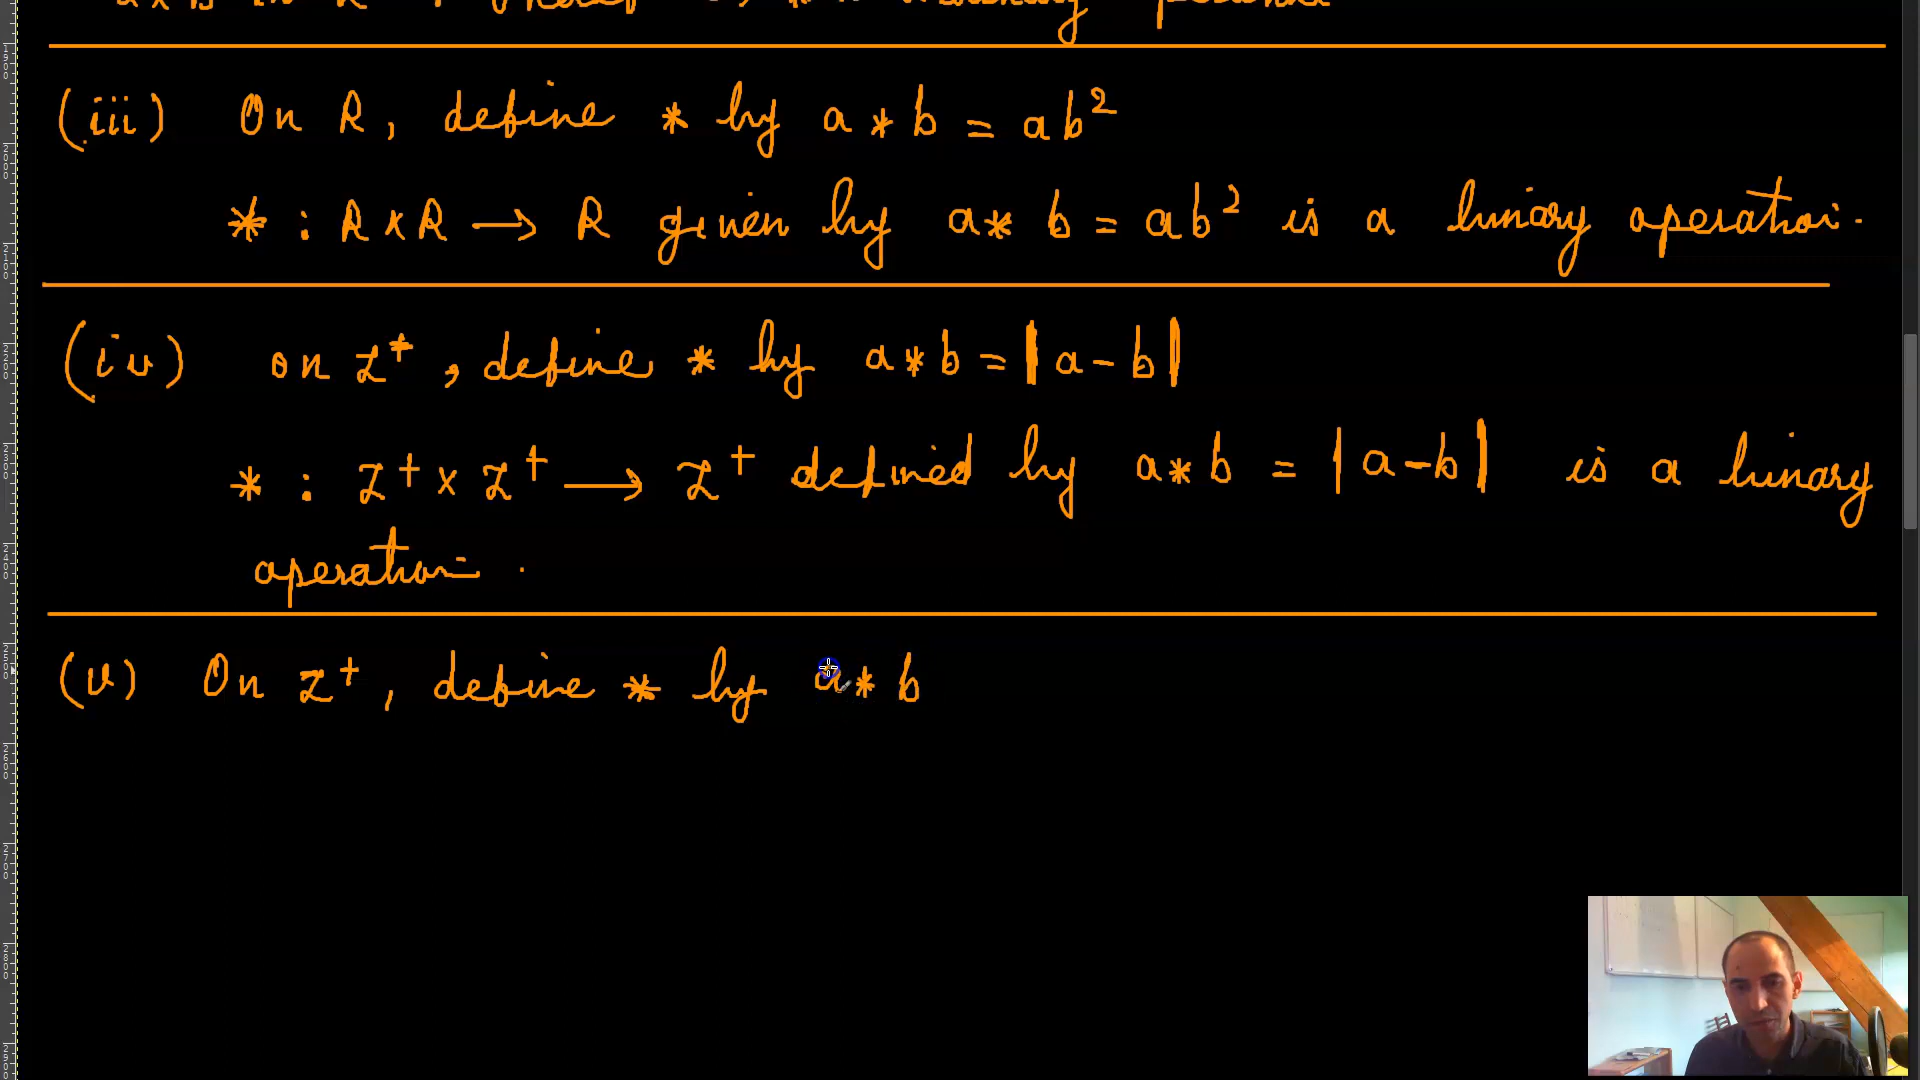 (iii) On R, define * by a * b = ab²
* : R x R → R given by a * b = ab² is a binary operation.
(iv) on Z⁺, define * by a * b = |a - b|
* : Z⁺ x Z⁺ → Z⁺ defined by a * b = |a - b| is a binary
operation.
(v) On Z⁺, define * by a * b